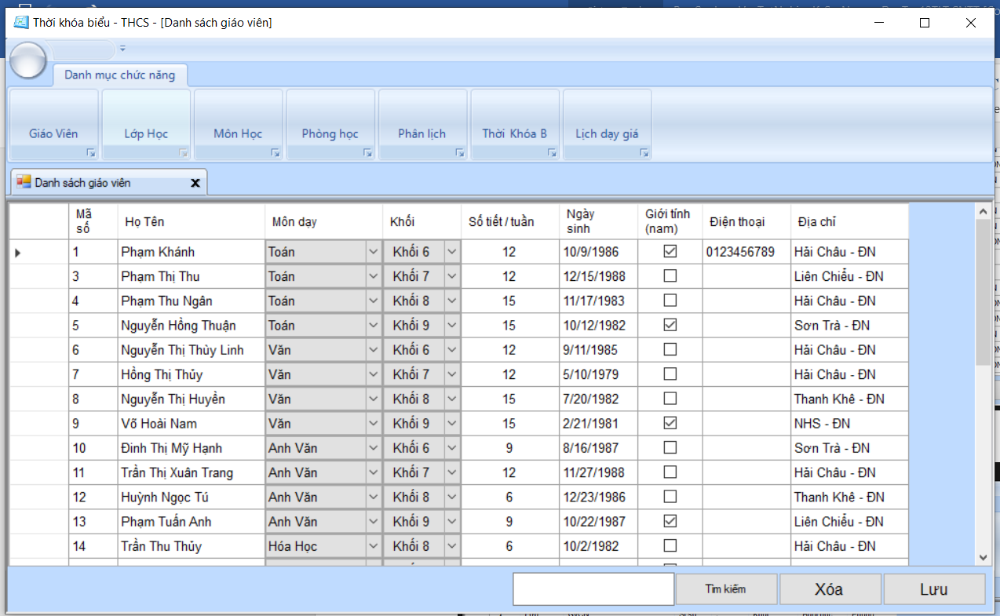 Thời khóa biểu - THCS - [Danh sách giáo viên]
Danh mục chức năng
Giáo Viên Lớp Học Môn Học Phòng học Phân lịch Thời Khóa B Lịch dạy giá
Danh sách giáo viên
Mã số Họ Tên Môn dạy Khối Số tiết / tuần Ngày sinh Giới tính (nam) Điện thoại Địa chỉ
1 Phạm Khánh Toán Khối 6 12 10/9/1986 0123456789 Hải Châu - ĐN
3 Phạm Thị Thu Toán Khối 7 12 12/15/1988 Liên Chiểu - ĐN
4 Phạm Thu Ngân Toán Khối 8 15 11/17/1983 Hải Châu - ĐN
5 Nguyễn Hồng Thuận Toán Khối 9 15 10/12/1982 Sơn Trà - ĐN
6 Nguyễn Thị Thùy Linh Văn Khối 6 12 9/11/1985 Hải Châu - ĐN
7 Hồng Thị Thủy Văn Khối 7 12 5/10/1979 Hải Châu - ĐN
8 Nguyễn Thị Huyền Văn Khối 8 15 7/20/1982 Thanh Khê - ĐN
9 Võ Hoài Nam Văn Khối 9 15 2/21/1981 NHS - ĐN
10 Đinh Thị Mỹ Hạnh Anh Văn Khối 6 9 8/16/1987 Sơn Trà - ĐN
11 Trần Thị Xuân Trang Anh Văn Khối 7 12 11/27/1988 Hải Châu - ĐN
12 Huỳnh Ngọc Tú Anh Văn Khối 8 6 12/23/1986 Thanh Khê - ĐN
13 Phạm Tuấn Anh Anh Văn Khối 9 9 10/22/1987 Liên Chiểu - ĐN
14 Trần Thu Thủy Hóa Học Khối 8 6 10/2/1982 Hải Châu - ĐN
Tìm kiếm Xóa Lưu